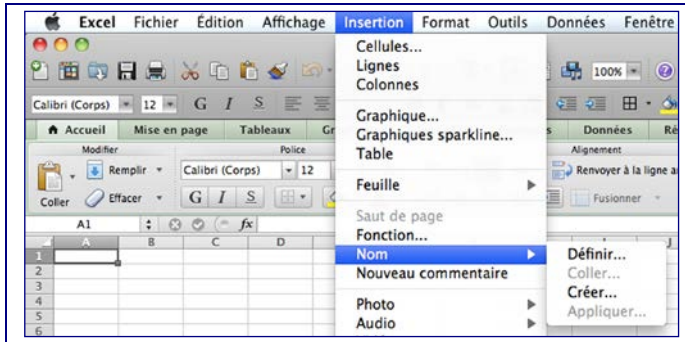 Excel Fichier Édition Affichage Insertion Format Outils Données Fenêtre
Cellules...
Lignes
Colonnes
Graphique...
Graphiques sparkline...
Table
Feuille
Saut de page
Fonction...
Nom
Nouveau commentaire
Photo
Audio
Définir...
Coller...
Créer...
Appliquer...
100%
Calibri (Corps) 12 G I S
Accueil Mise en page Tableaux Gr s Données Ré
Modifier Police Alignement
Remplir Calibri (Corps) 12 Renvoyer à la ligne au
Coller Effacer G I S Fusionner
A1 fx
A B C D J
1
2
3
4
5
6